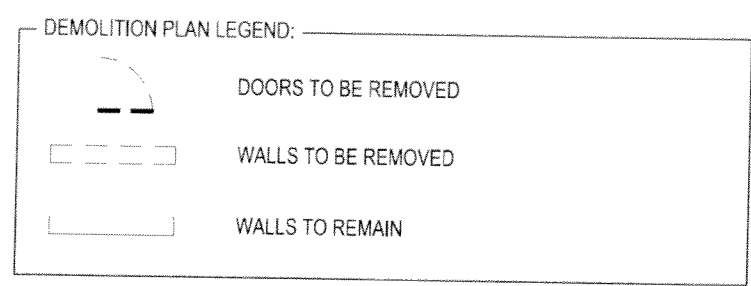 DEMOLITION PLAN LEGEND:
DOORS TO BE REMOVED
WALLS TO BE REMOVED
WALLS TO REMAIN